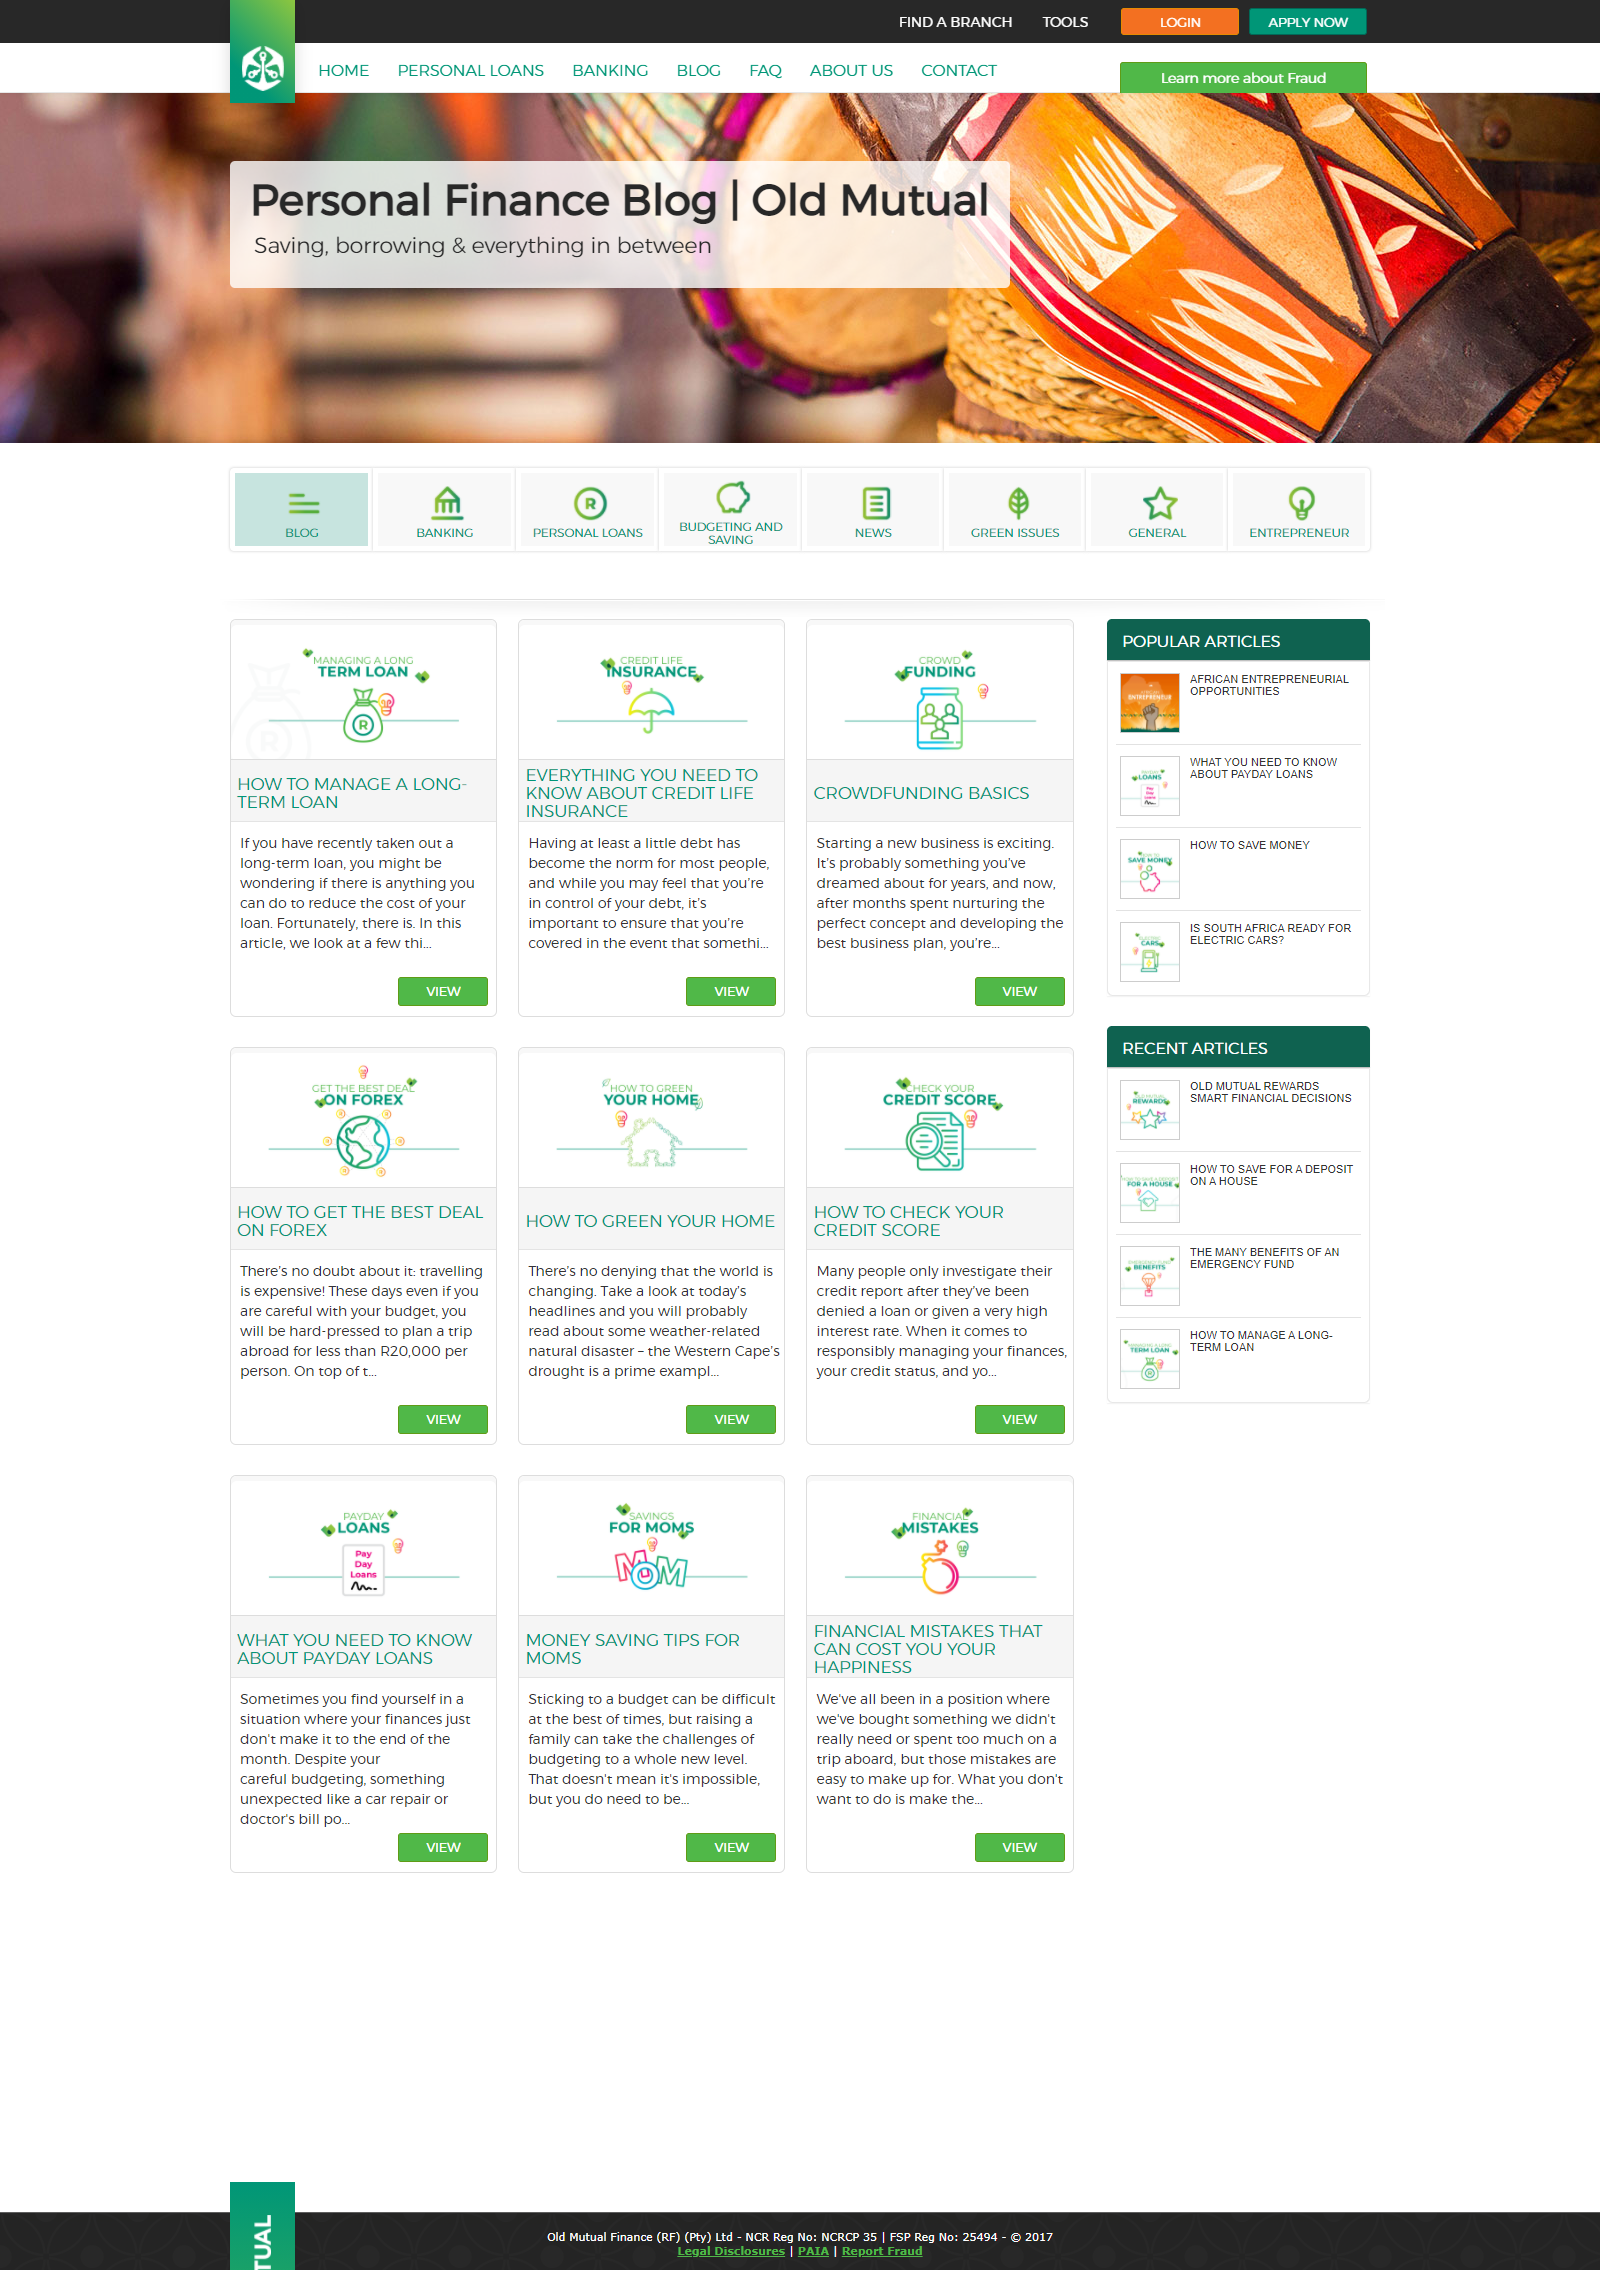 FIND A BRANCH TOOLS LOGIN APPLY NOW
HOME PERSONAL LOANS BANKING BLOG FAQ ABOUT US CONTACT
Learn more about Fraud
Personal Finance Blog | Old Mutual
Saving, borrowing & everything in between
BLOG
BANKING
PERSONAL LOANS
BUDGETING AND
SAVING
NEWS
GREEN ISSUES
GENERAL
ENTREPRENEUR
MANAGING A LONG
TERM LOAN
R
HOW TO MANAGE A LONG-
TERM LOAN
If you have recently taken out a
long-term loan, you might be
wondering if there is anything you
can do to reduce the cost of your
loan. Fortunately, there is. In this
article, we look at a few thi...
VIEW
CREDIT LIFE
INSURANCE
EVERYTHING YOU NEED TO
KNOW ABOUT CREDIT LIFE
INSURANCE
Having at least a little debt has
become the norm for most people,
and while you may feel that you're
in control of your debt, it's
important to ensure that you're
covered in the event that somethi...
VIEW
CROWD
FUNDING
CROWDFUNDING BASICS
Starting a new business is exciting.
It's probably something you've
dreamed about for years, and now,
after months spent nurturing the
perfect concept and developing the
best business plan, you're...
VIEW
GET THE BEST DEAL
ON FOREX
HOW TO GET THE BEST DEAL
ON FOREX
There's no doubt about it: travelling
is expensive! These days even if you
are careful with your budget, you
will be hard-pressed to plan a trip
abroad for less than R20,000 per
person. On top of t...
VIEW
HOW TO GREEN
YOUR HOME
HOW TO GREEN YOUR HOME
There's no denying that the world is
changing. Take a look at today's
headlines and you will probably
read about some weather-related
natural disaster – the Western Cape's
drought is a prime exampl...
VIEW
CHECK YOUR
CREDIT SCORE
HOW TO CHECK YOUR
CREDIT SCORE
Many people only investigate their
credit report after they've been
denied a loan or given a very high
interest rate. When it comes to
responsibly managing your finances,
your credit status, and yo...
VIEW
PAYDAY
LOANS
Pay
Day
Loans
WHAT YOU NEED TO KNOW
ABOUT PAYDAY LOANS
Sometimes you find yourself in a
situation where your finances just
don't make it to the end of the
month. Despite your
careful budgeting, something
unexpected like a car repair or
doctor's bill po...
VIEW
SAVINGS
FOR MOMS
MOM
MONEY SAVING TIPS FOR
MOMS
Sticking to a budget can be difficult
at the best of times, but raising a
family can take the challenges of
budgeting to a whole new level.
That doesn't mean it's impossible,
but you do need to be...
VIEW
FINANCIAL
MISTAKES
FINANCIAL MISTAKES THAT
CAN COST YOU YOUR
HAPPINESS
We've all been in a position where
we've bought something we didn't
really need or spent too much on a
trip aboard, but those mistakes are
easy to make up for. What you don't
want to do is make the...
VIEW
POPULAR ARTICLES
AFRICAN ENTREPRENEURIAL
OPPORTUNITIES
WHAT YOU NEED TO KNOW
ABOUT PAYDAY LOANS
HOW TO SAVE MONEY
IS SOUTH AFRICA READY FOR
ELECTRIC CARS?
RECENT ARTICLES
OLD MUTUAL REWARDS
SMART FINANCIAL DECISIONS
HOW TO SAVE FOR A DEPOSIT
ON A HOUSE
THE MANY BENEFITS OF AN
EMERGENCY FUND
HOW TO MANAGE A LONG-
TERM LOAN
TUAL
Old Mutual Finance (RF) (Pty) Ltd - NCR Reg No: NCRCP 35 | FSP Reg No: 25494 - © 2017
Legal Disclosures | PAIA | Report Fraud